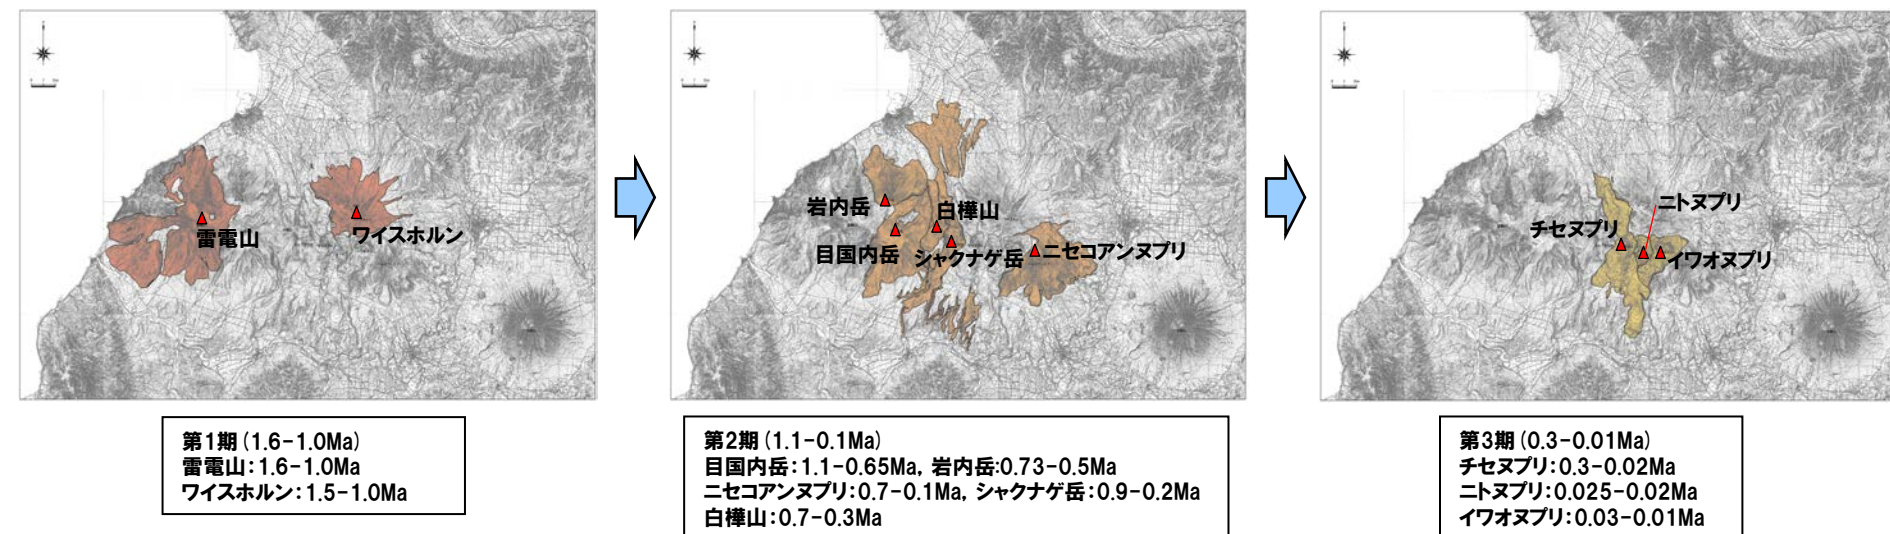 雷電山
ワイスホルン
岩内岳
白樺山
目国内岳
シャクナゲ岳
ニセコアンヌプリ
ニトヌプリ
チセヌプリ
イワオヌプリ
第1期(1.6-1.0Ma)
雷電山:1.6-1.0Ma
ワイスホルン:1.5-1.0Ma
第2期(1.1-0.1Ma)
目国内岳:1.1-0.65Ma, 岩内岳:0.73-0.5Ma
ニセコアンヌプリ:0.7-0.1Ma, シャクナゲ岳:0.9-0.2Ma
白樺山:0.7-0.3Ma
第3期(0.3-0.01Ma)
チセヌプリ:0.3-0.02Ma
ニトヌプリ:0.025-0.02Ma
イワオヌプリ:0.03-0.01Ma